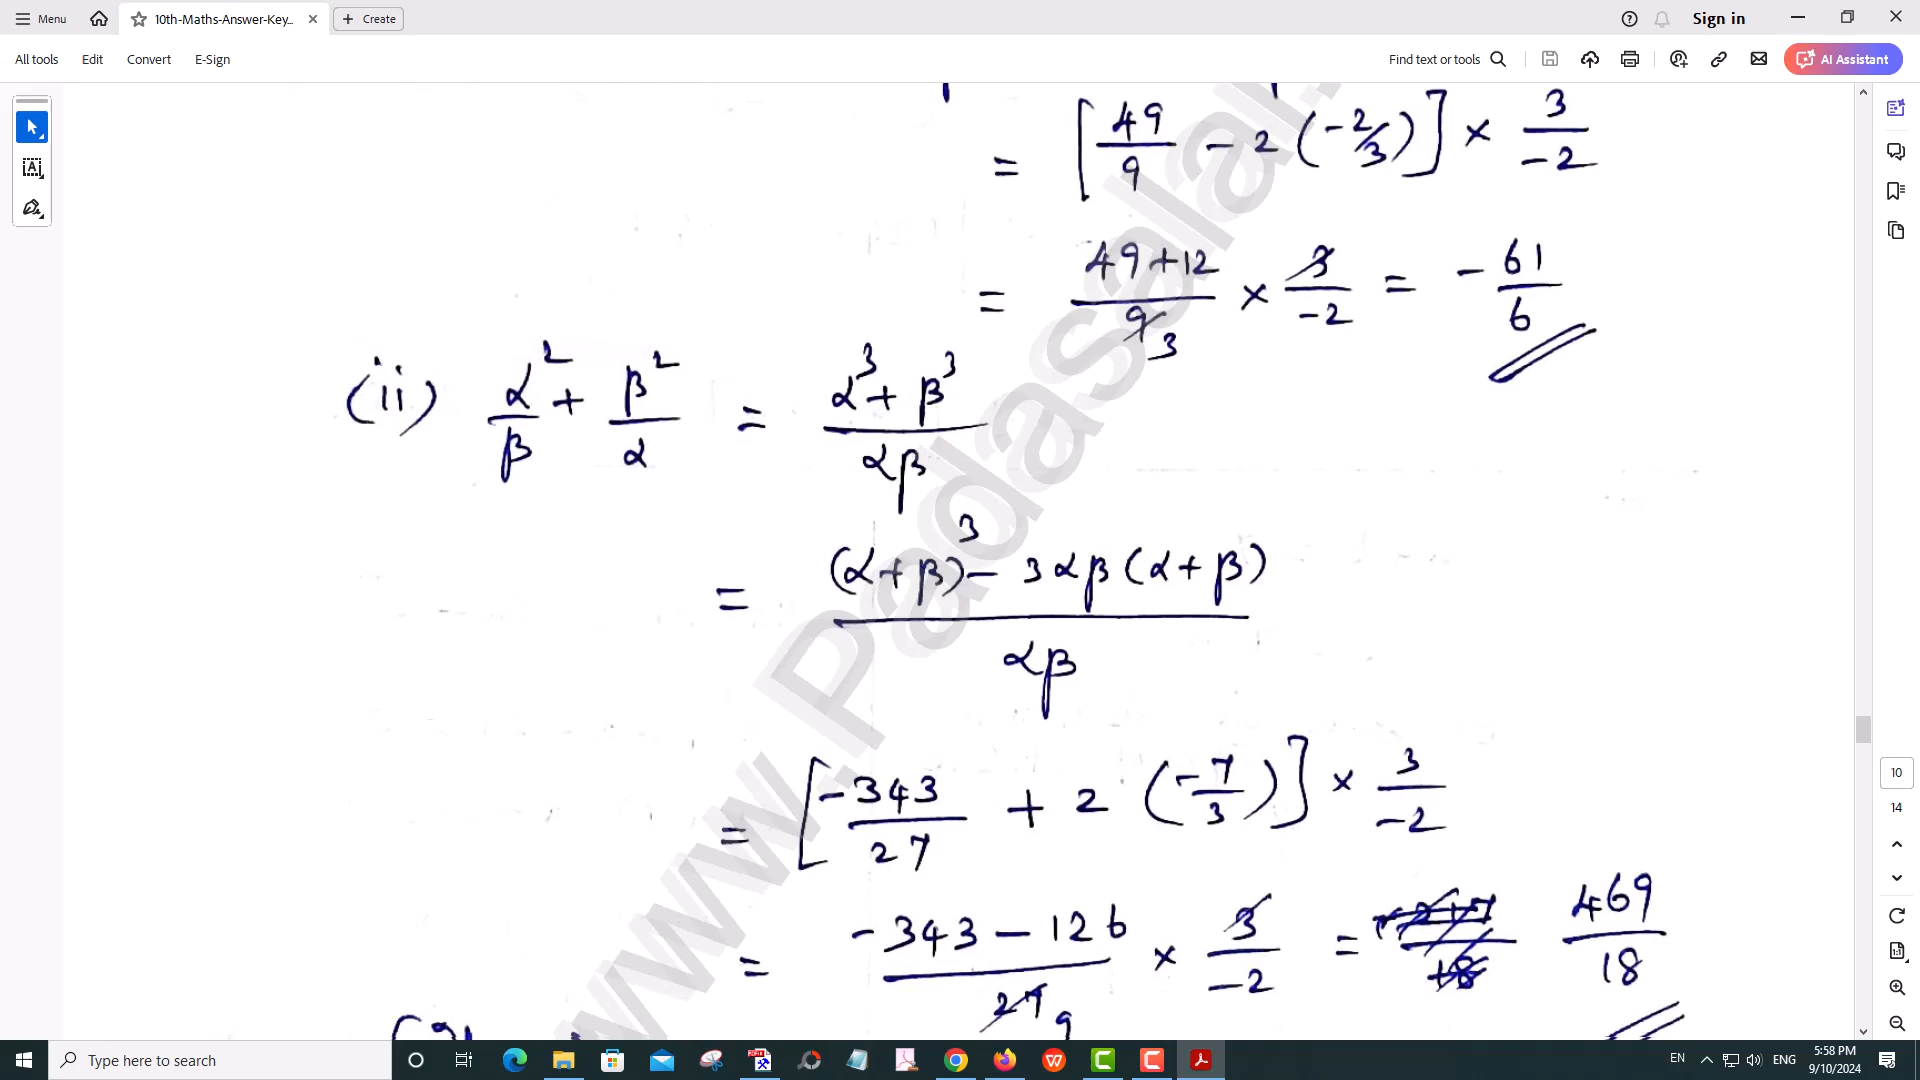 Menu 10th-Maths-Answer-Key... Create Sign in
All tools Edit Convert E-Sign Find text or tools AI Assistant
= [49/9 - 2(-2/3)] × 3/-2
= 49+12/9 3 × 3/-2 = -61/6
(ii) α²/β + β²/α = α³+β³/αβ
= (α+β)³ - 3αβ(α+β)/αβ
= [-343/27 + 2(-7/3)] × 3/-2
= -343-126/27 9 × 3/-2 = 469/18
www.Padasalai.
10
14
Type here to search
EN ENG 5:58 PM
9/10/2024